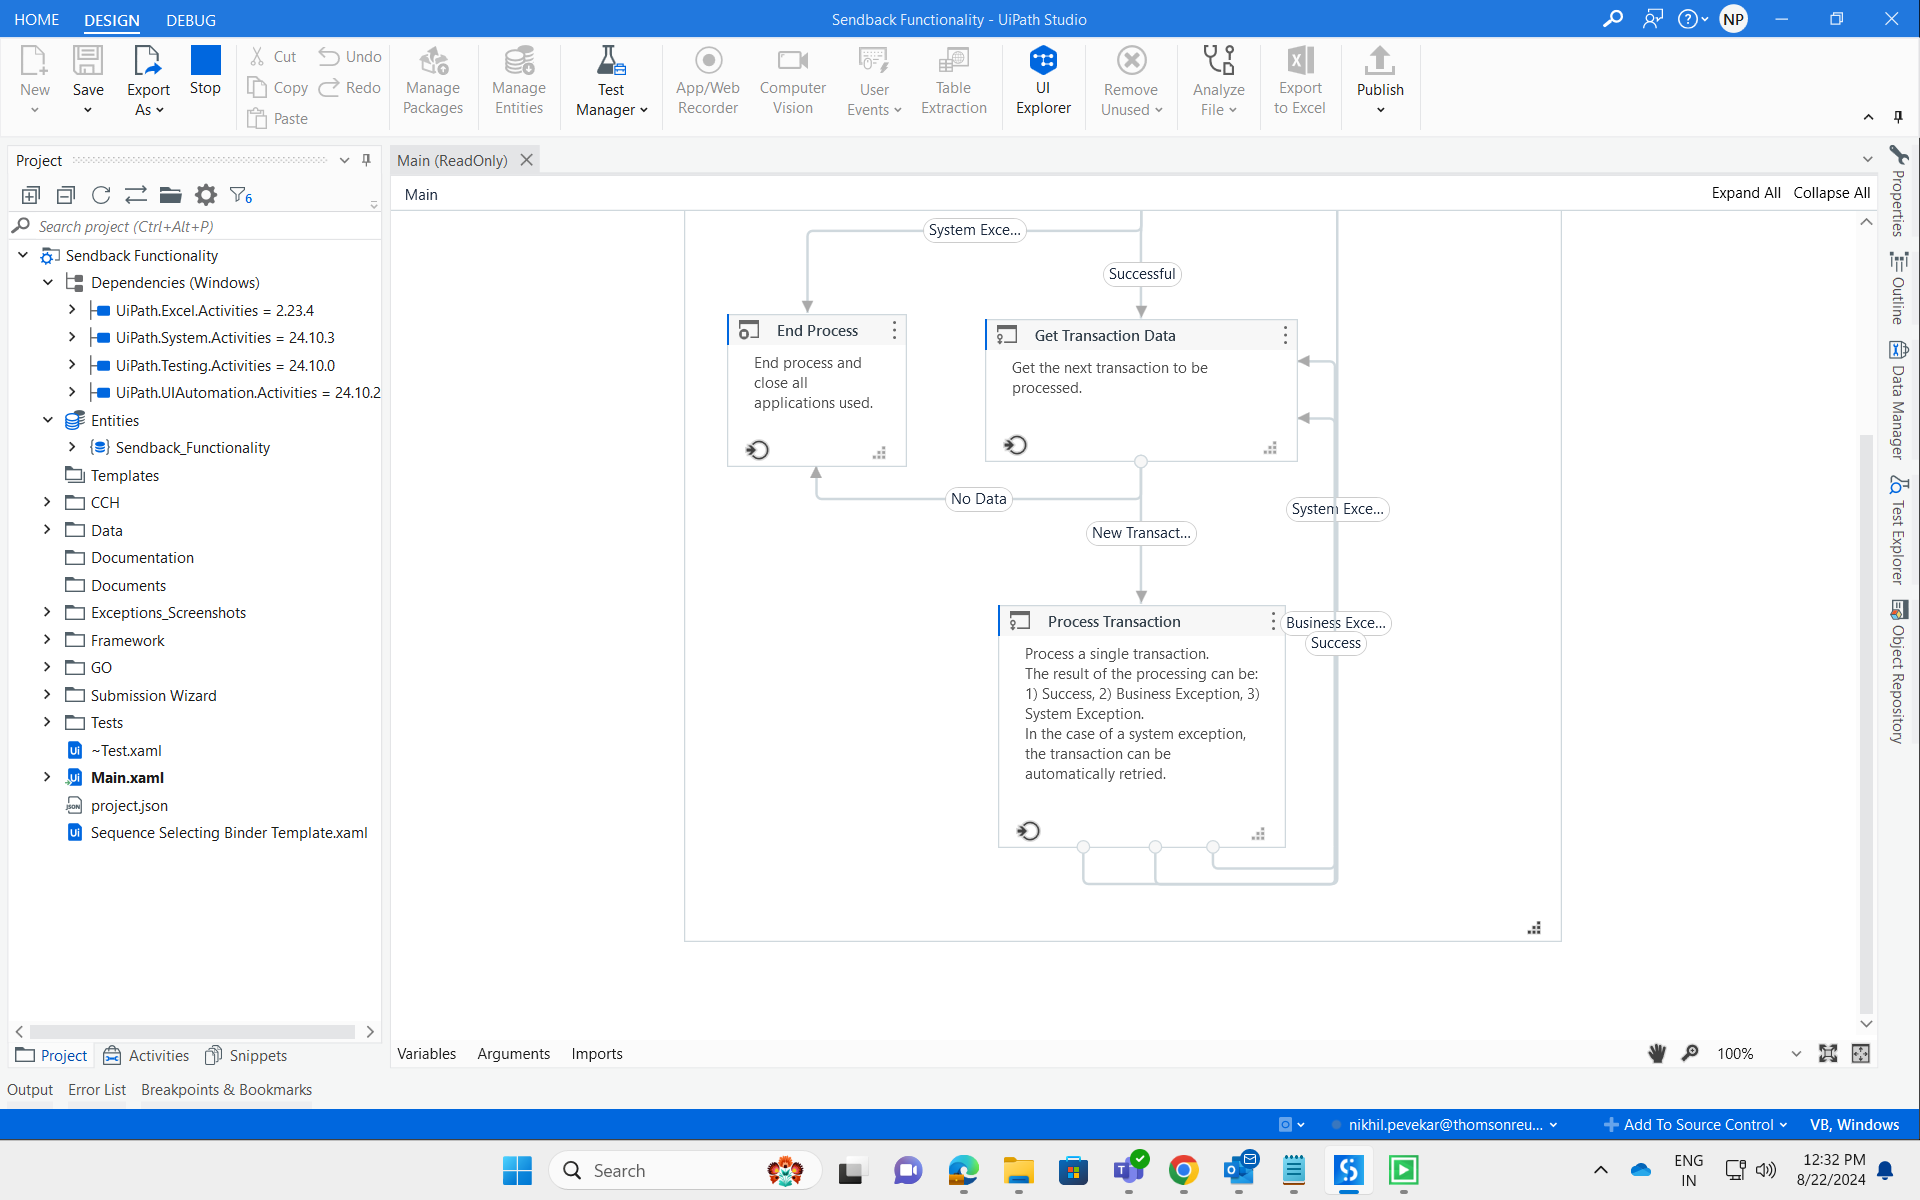 HOME
DESIGN
DEBUG
Sendback Functionality - UiPath Studio
NP
New
Save
Export
As
Stop
Cut
Copy
Paste
Undo
Redo
Manage
Packages
Manage
Entities
Test
Manager
App/Web
Recorder
Computer
Vision
User
Events
Table
Extraction
UI
Explorer
Remove
Unused
Analyze
File
Export
to Excel
Publish
Project
6
Search project (Ctrl+Alt+P)
Sendback Functionality
Dependencies (Windows)
UiPath.Excel.Activities = 2.23.4
UiPath.System.Activities = 24.10.3
UiPath.Testing.Activities = 24.10.0
UiPath.UIAutomation.Activities = 24.10.2
Entities
Sendback_Functionality
Templates
CCH
Data
Documentation
Documents
Exceptions_Screenshots
Framework
GO
Submission Wizard
Tests
~Test.xaml
Main.xaml
project.json
Sequence Selecting Binder Template.xaml
Project
Activities
Snippets
Main (ReadOnly)
Main
Expand All
Collapse All
System Exce...
Successful
End Process
End process and
close all
applications used.
Get Transaction Data
Get the next transaction to be
processed.
No Data
New Transact...
System Exce...
Process Transaction
Process a single transaction.
The result of the processing can be:
1) Success, 2) Business Exception, 3)
System Exception.
In the case of a system exception,
the transaction can be
automatically retried.
Business Exce...
Success
Properties
Outline
Data Manager
Test Explorer
Object Repository
Variables
Arguments
Imports
100%
Output
Error List
Breakpoints & Bookmarks
nikhil.pevekar@thomsonreu...
Add To Source Control
VB, Windows
Search
ENG
IN
12:32 PM
8/22/2024